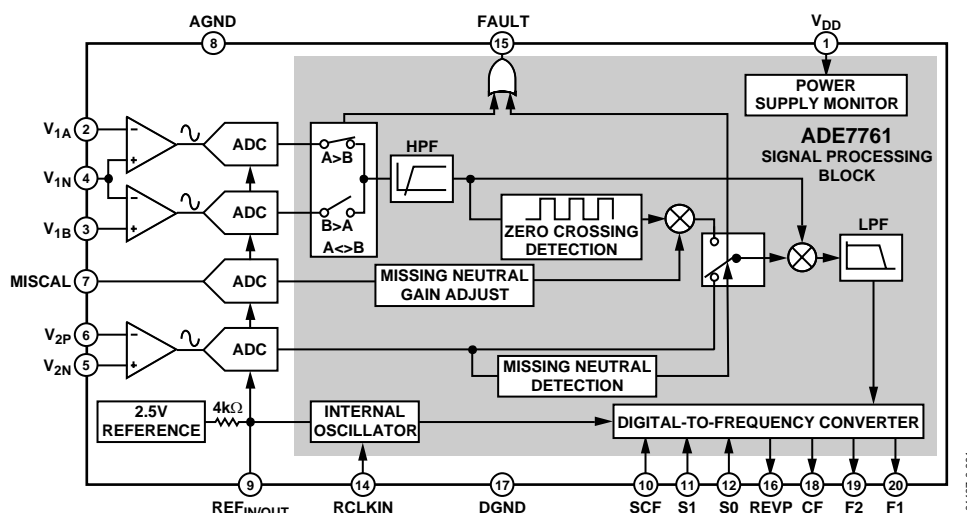 AGND
FAULT
VDD
8
15
1
POWER
SUPPLY MONITOR
ADE7761
SIGNAL PROCESSING
BLOCK
V1A 2
–
+
ADC
A>B
HPF
V1N 4
–
+
ADC
B>A
A<>B
V1B 3
ZERO CROSSING
DETECTION
LPF
MISCAL 7
ADC
MISSING NEUTRAL
GAIN ADJUST
V2P 6
–
+
ADC
V2N 5
MISSING NEUTRAL
DETECTION
2.5V
REFERENCE
4kΩ
INTERNAL
OSCILLATOR
DIGITAL-TO-FREQUENCY CONVERTER
9 14 17 10 11 12 16 18 19 20
REFIN/OUT RCLKIN DGND SCF S1 S0 REVP CF F2 F1